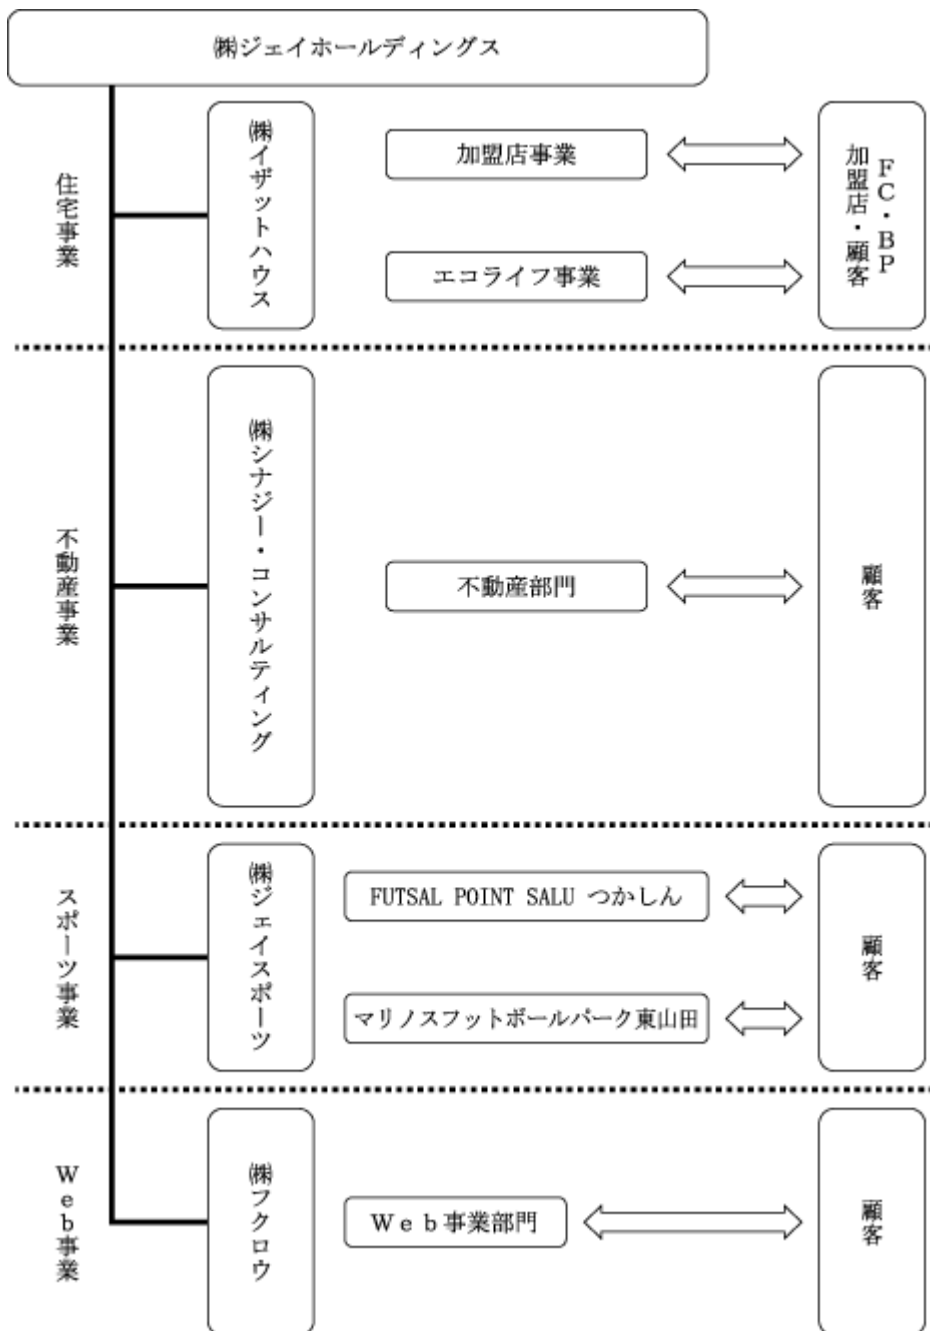 ㈱ジェイホールディングス
住宅事業
㈱イザットハウス
加盟店事業
エコライフ事業
FC・BP
加盟店・顧客
不動産事業
㈱シナジー・コンサルティング
不動産部門
顧客
スポーツ事業
㈱ジェイスポーツ
FUTSAL POINT SALU つかしん
マリノスフットボールパーク東山田
顧客
Web事業
㈱フクロウ
Web事業部門
顧客